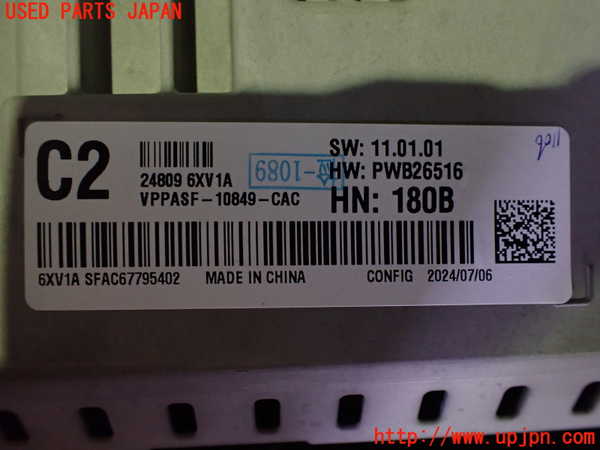 USED PARTS JAPAN
C2
24809 6XV1A
VPPASF-10849-CAC
-1089
SW: 11.01.01
HW: PWB26516
HN: 180B
6XV1A SFAC67795402 MADE IN CHINA CONFIG 2024/07/06
http://www.upjpn.com/